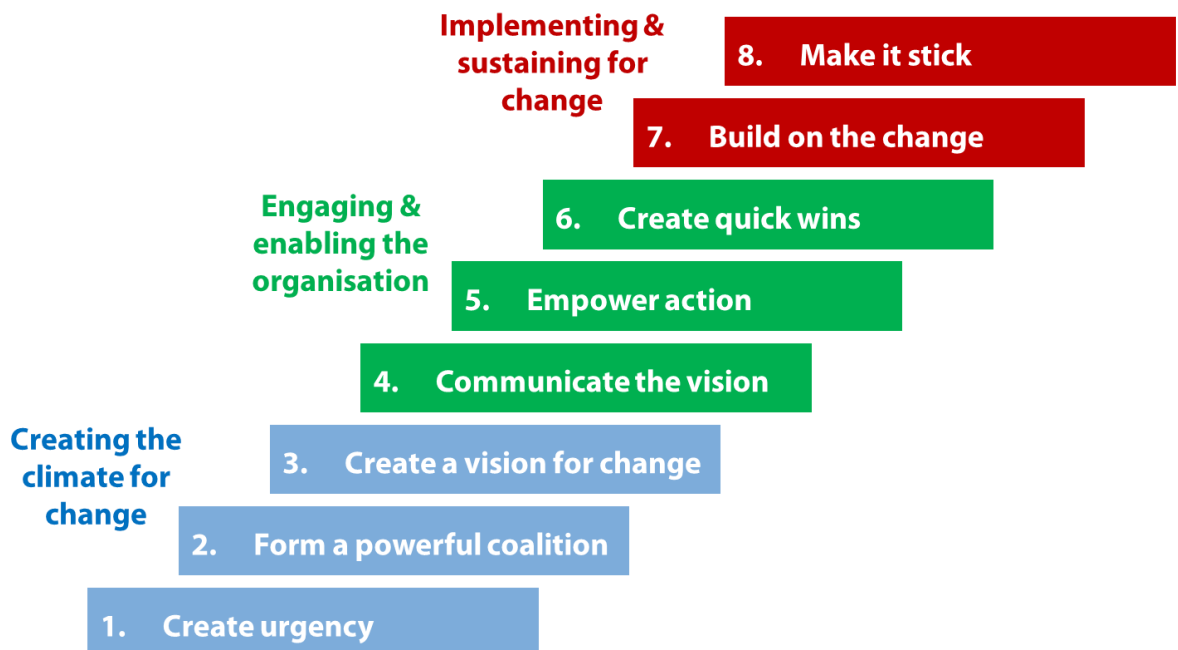 Implementing &
sustaining for
change
8. Make it stick
7. Build on the change
Engaging &
enabling the
organisation
6. Create quick wins
5. Empower action
4. Communicate the vision
Creating the
climate for
change
3. Create a vision for change
2. Form a powerful coalition
1. Create urgency